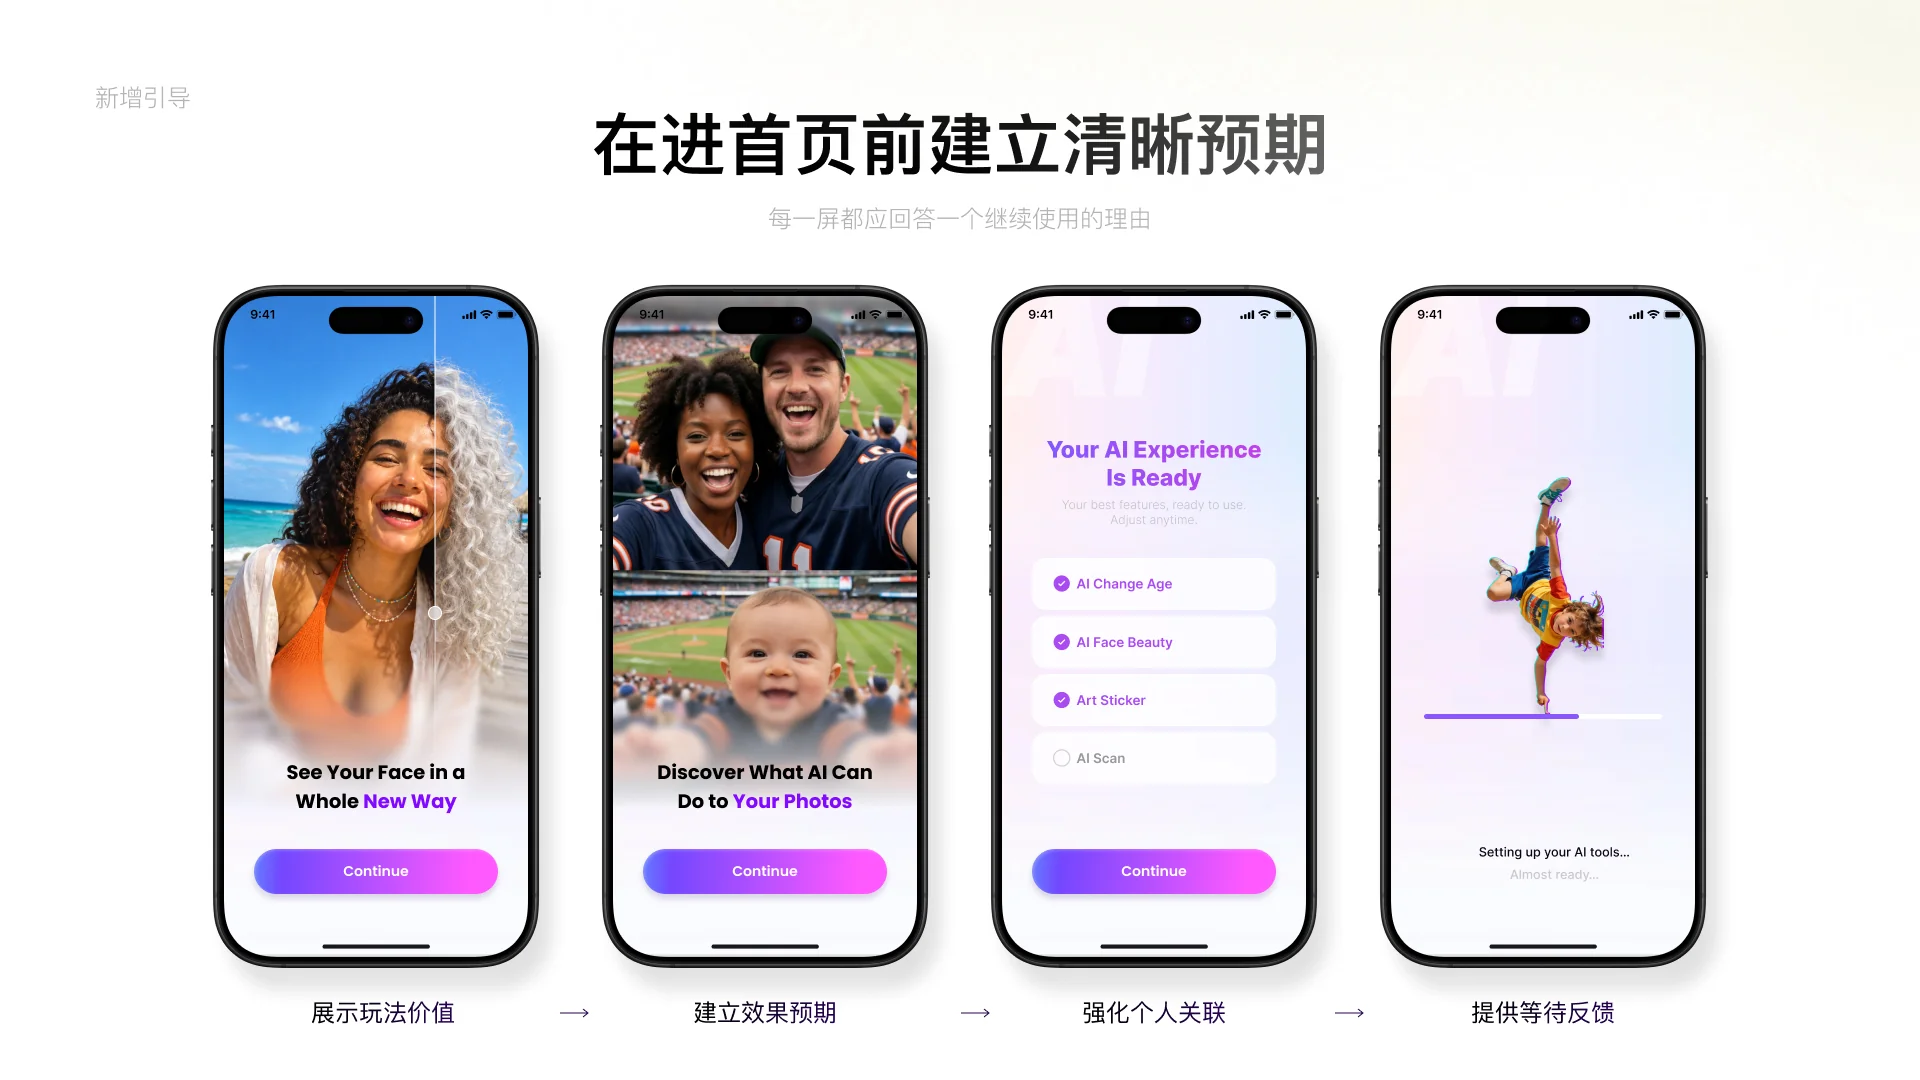 新增引导
在进首页前建立清晰预期
每一屏都应回答一个继续使用的理由
9:41
See Your Face in a
Whole New Way
Continue
展示玩法价值
9:41
Discover What AI Can
Do to Your Photos
Continue
建立效果预期
9:41
AI
Your AI Experience
Is Ready
Your best features, ready to use.
Adjust anytime.
AI Change Age
AI Face Beauty
Art Sticker
AI Scan
Continue
强化个人关联
9:41
AI
Setting up your AI tools...
Almost ready...
提供等待反馈